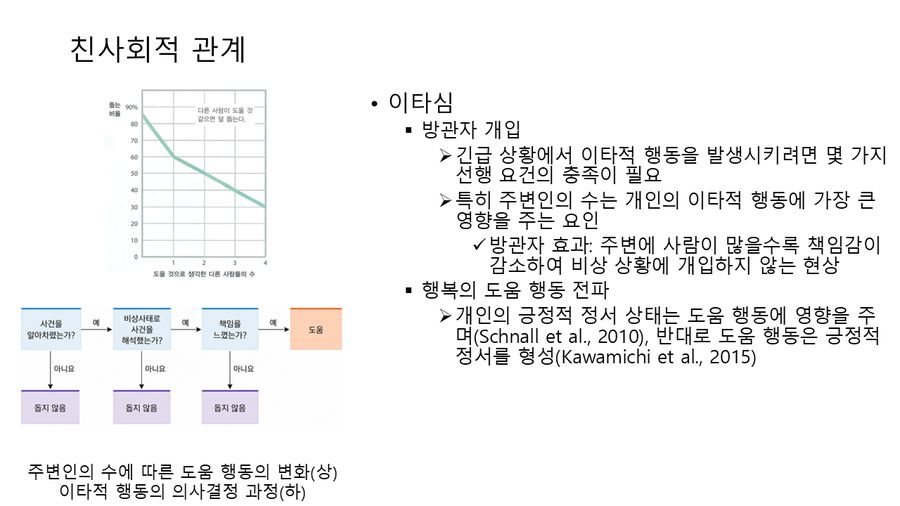 친사회적 관계
돕는
비율
90%
80
70
60
50
40
30
20
10
0
다른 사람이 도울 것
같으면 덜 돕는다.
1 2 3 4
도울 것으로 생각한 다른 사람들의 수
사건을
알아차렸는가?
예
비상사태로
사건을
해석했는가?
예
책임을
느꼈는가?
예
도움
아니요
아니요
아니요
돕지 않음
돕지 않음
돕지 않음
주변인의 수에 따른 도움 행동의 변화(상)
이타적 행동의 의사결정 과정(하)
• 이타심
▪ 방관자 개입
➢ 긴급 상황에서 이타적 행동을 발생시키려면 몇 가지
선행 요건의 충족이 필요
➢ 특히 주변인의 수는 개인의 이타적 행동에 가장 큰
영향을 주는 요인
✓ 방관자 효과: 주변에 사람이 많을수록 책임감이
감소하여 비상 상황에 개입하지 않는 현상
▪ 행복의 도움 행동 전파
➢ 개인의 긍정적 정서 상태는 도움 행동에 영향을 주
며(Schnall et al., 2010), 반대로 도움 행동은 긍정적
정서를 형성(Kawamichi et al., 2015)